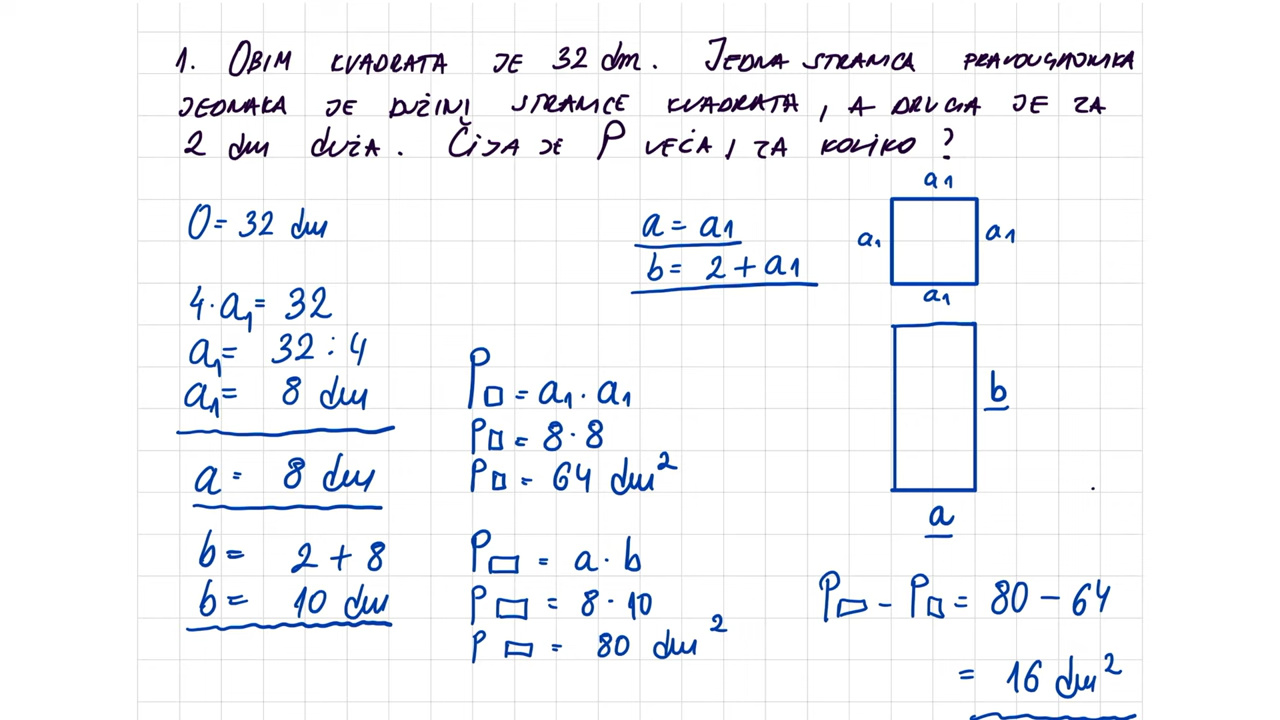 1. OBIM KVADRATA JE 32 dm. JEDNA STRANICA PRAVOUGAONIKA
JEDNAKA JE DUŽINI STRANICE KVADRATA, A DRUGA JE ZA
2 dm DUŽA. ČIJA JE P VEĆA, I ZA KOLIKO?
O = 32 dm
4·a₁ = 32
a₁ = 32 : 4
a₁ = 8 dm
a = 8 dm
b = 2 + 8
b = 10 dm
a = a₁
b = 2 + a₁
P□ = a₁ · a₁
P□ = 8 · 8
P□ = 64 dm²
P▭ = a · b
P▭ = 8 · 10
P▭ = 80 dm²
a₁
a₁
a₁
a₁
b
a
P▭ - P□ = 80 - 64
= 16 dm²